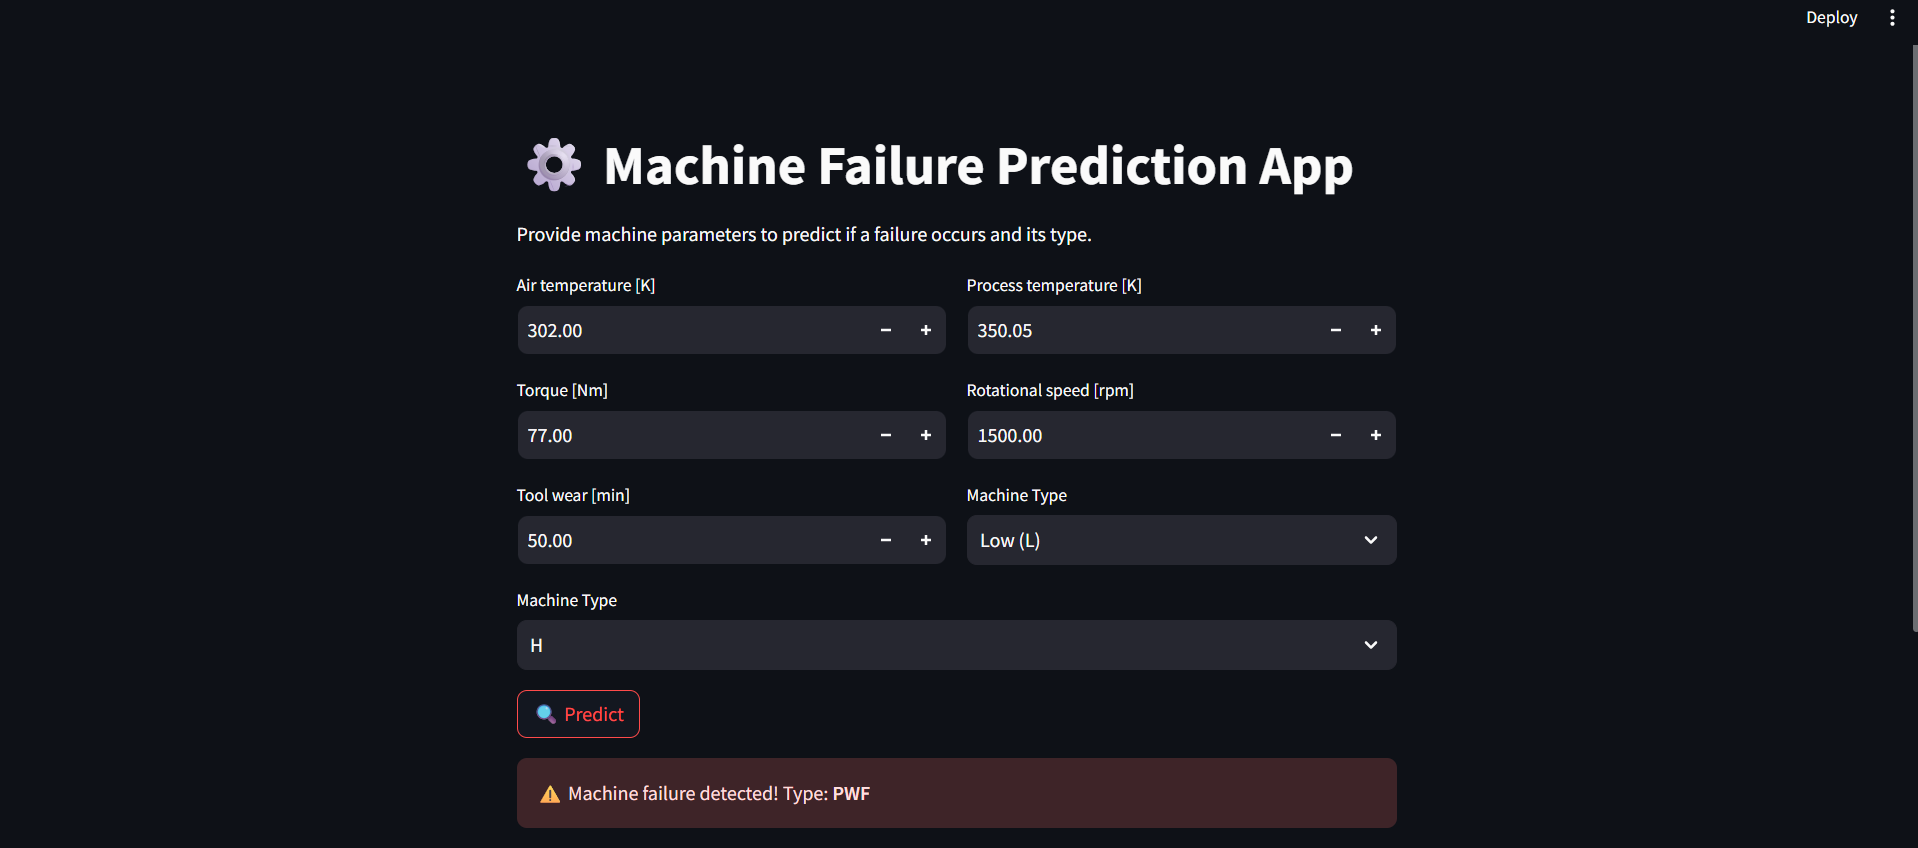 Deploy
Machine Failure Prediction App
Provide machine parameters to predict if a failure occurs and its type.
Air temperature [K]
Process temperature [K]
302.00
350.05
Torque [Nm]
Rotational speed [rpm]
77.00
1500.00
Tool wear [min]
Machine Type
50.00
Low (L)
Machine Type
H
Predict
Machine failure detected! Type: PWF